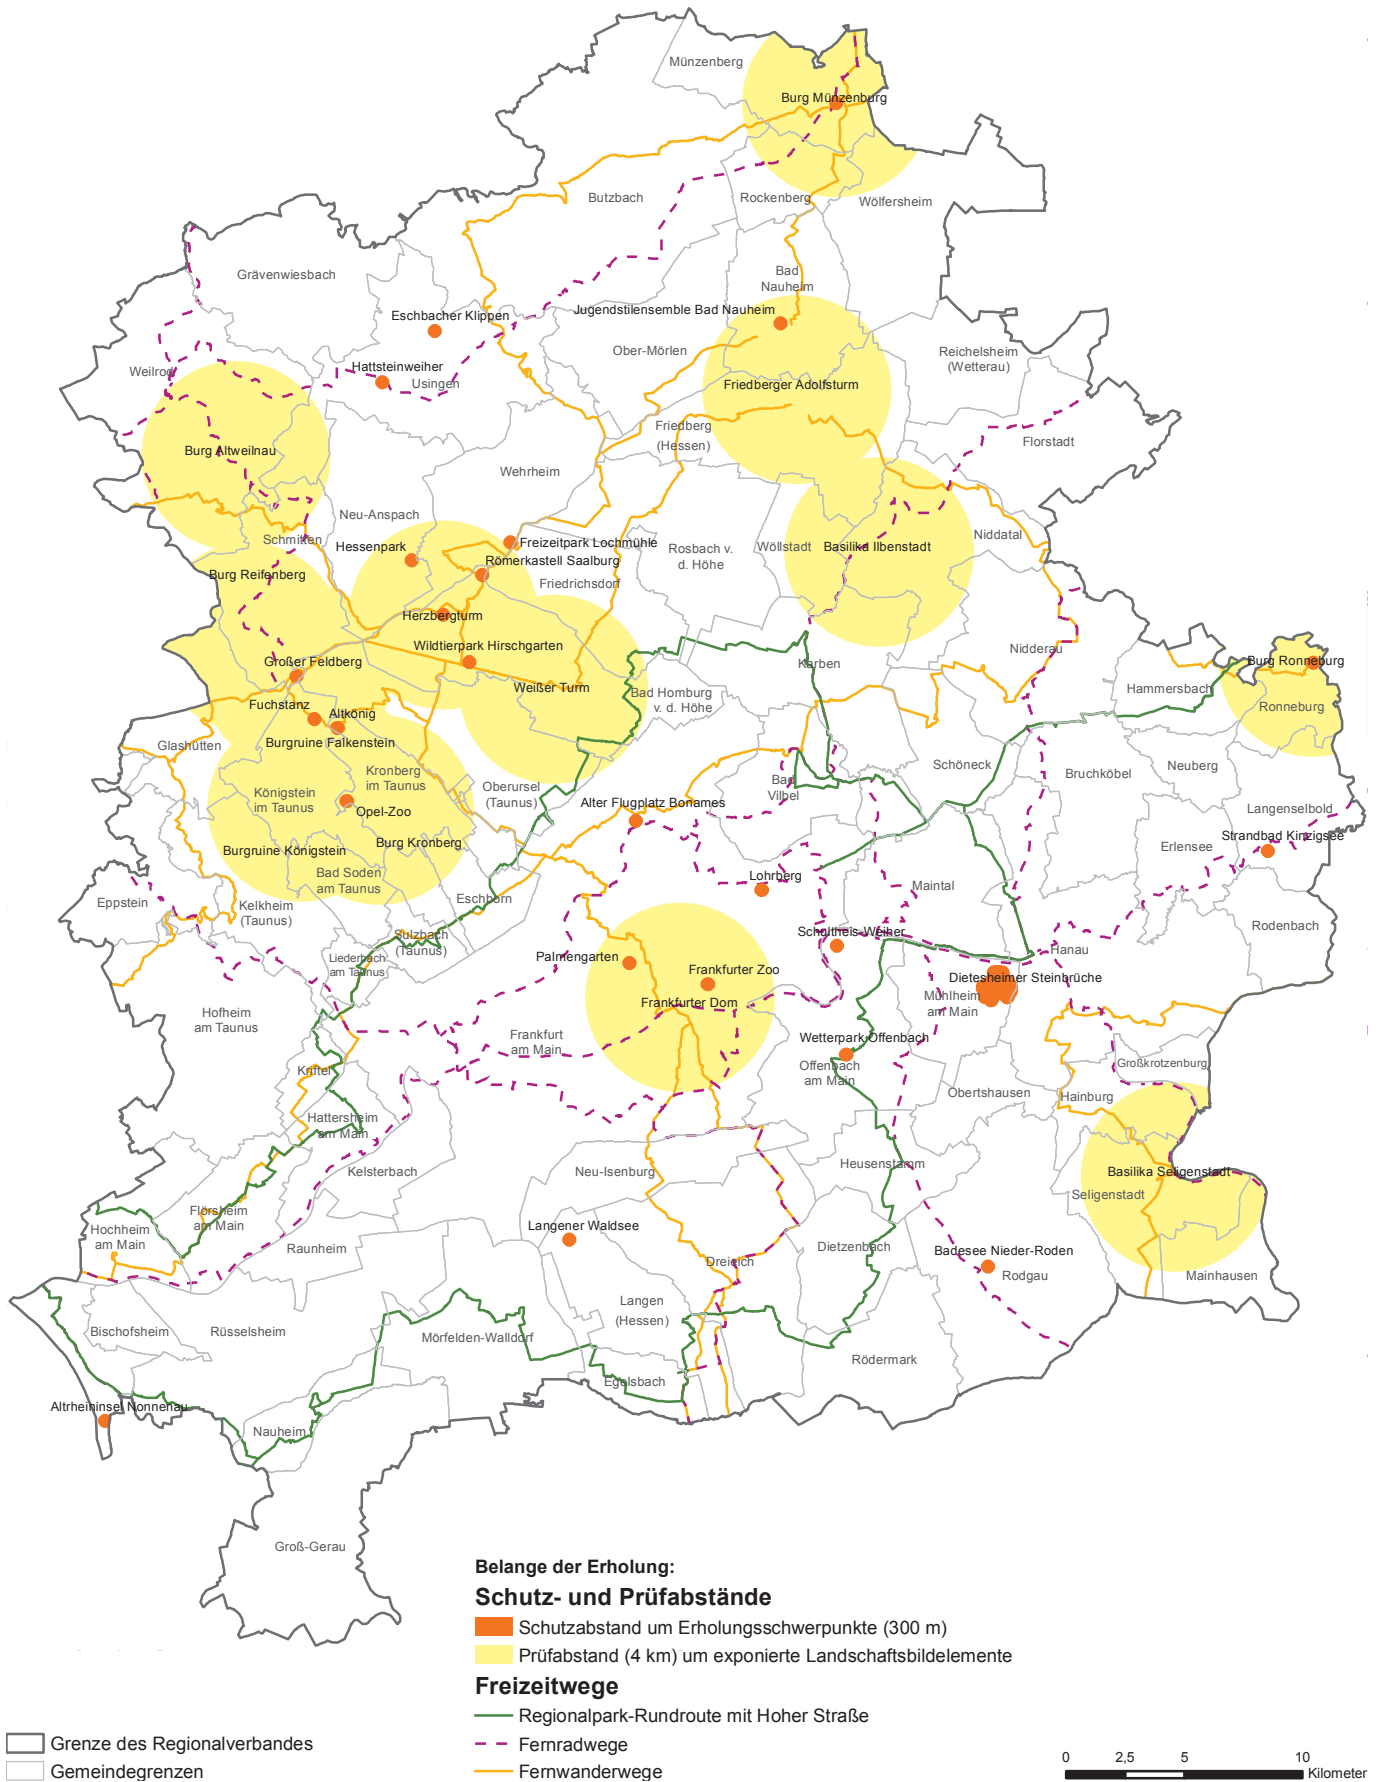 Münzenberg
Burg Münzenburg
Butzbach
Rockenberg
Wölfersheim
Grävenwiesbach
Bad
Nauheim
Eschbacher Klippen
Jugendstilensemble Bad Nauheim
Ober-Mörlen
Reichelsheim
(Wetterau)
Weilrod
Hattsteinweiher
Usingen
Friedberger Adolfsturm
Friedberg
(Hessen)
Florstadt
Burg Altweilnau
Wehrheim
Neu-Anspach
Schmitten
Hessenpark
Freizeitpark Lochmühle
Römerkastell Saalburg
Friedrichsdorf
Rosbach v.
d. Höhe
Wöllstadt
Basilika Ilbenstadt
Niddatal
Burg Reifenberg
Herzbergturm
Wildtierpark Hirschgarten
Großer Feldberg
Weißer Turm
Bad Homburg
v. d. Höhe
Karben
Nidderau
Burg Ronneburg
Hammersbach
Ronneburg
Fuchstanz
Altkönig
Burgruine Falkenstein
Glashütten
Kronberg
im Taunus
Königstein
im Taunus
Oberursel
(Taunus)
Opel-Zoo
Bad
Vilbel
Schöneck
Bruchköbel
Neuberg
Langenselbold
Alter Flugplatz Bonames
Burg Kronberg
Burgruine Königstein
Bad Soden
am Taunus
Strandbad Kinzigsee
Erlensee
Lohrberg
Maintal
Eppstein
Kelkheim
(Taunus)
Eschborn
Sulzbach
(Taunus)
Liederbach
am Taunus
Schultheis-Weiher
Rodenbach
Hanau
Palmengarten
Frankfurter Zoo
Frankfurter Dom
Dietesheimer Steinbrüche
Mühlheim
am Main
Hofheim
am Taunus
Frankfurt
am Main
Wetterpark Offenbach
Offenbach
am Main
Großkrotzenburg
Kriftel
Obertshausen
Hainburg
Hattersheim
am Main
Kelsterbach
Neu-Isenburg
Heusenstamm
Basilika Seligenstadt
Seligenstadt
Flörsheim
am Main
Hochheim
am Main
Langener Waldsee
Raunheim
Dreieich
Dietzenbach
Badesee Nieder-Roden
Rodgau
Mainhausen
Langen
(Hessen)
Bischofsheim
Rüsselsheim
Mörfelden-Walldorf
Rödermark
Egelsbach
Altrheininsel Nonnenau
Nauheim
Groß-Gerau
Belange der Erholung:
Schutz- und Prüfabstände
Schutzabstand um Erholungsschwerpunkte (300 m)
Prüfabstand (4 km) um exponierte Landschaftsbildelemente
Freizeitwege
Regionalpark-Rundroute mit Hoher Straße
Fernradwege
Fernwanderwege
Grenze des Regionalverbandes
Gemeindegrenzen
0 2,5 5 10
Kilometer